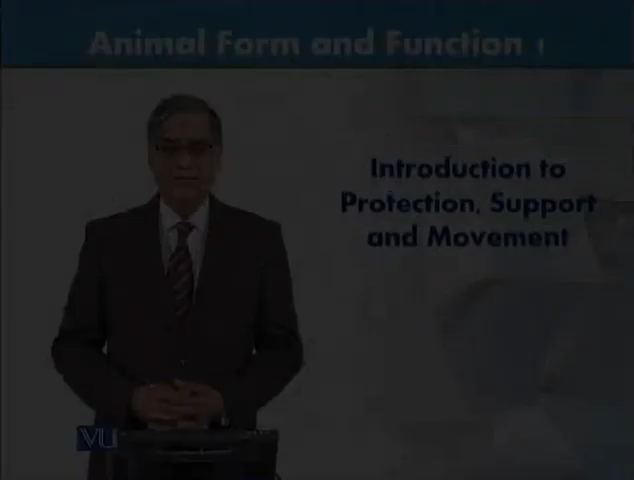 Animal Form and Function 1
Introduction to
Protection, Support
and Movement
VU